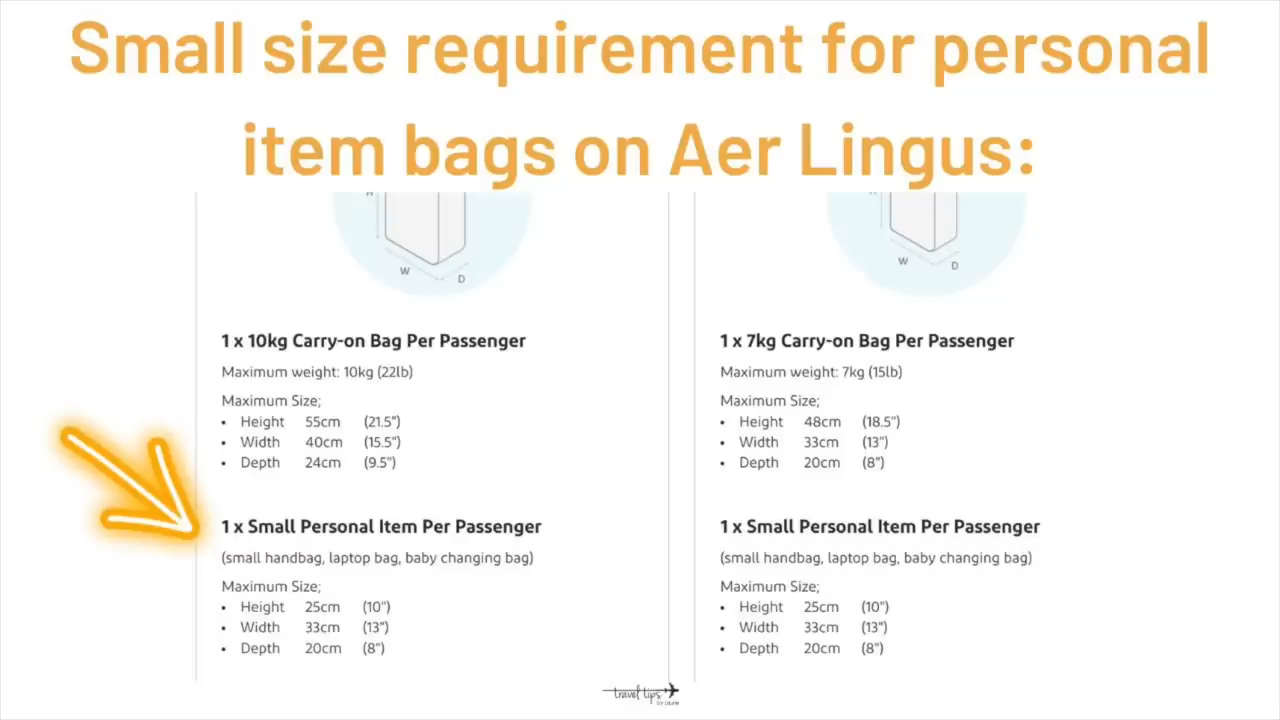 Small size requirement for personal
item bags on Aer Lingus:
W
D
1 x 10kg Carry-on Bag Per Passenger
Maximum weight: 10kg (22lb)
Maximum Size;
• Height 55cm (21.5")
• Width 40cm (15.5")
• Depth 24cm (9.5")
1 x Small Personal Item Per Passenger
(small handbag, laptop bag, baby changing bag)
Maximum Size;
• Height 25cm (10")
• Width 33cm (13")
• Depth 20cm (8")
W
D
1 x 7kg Carry-on Bag Per Passenger
Maximum weight: 7kg (15lb)
Maximum Size;
• Height 48cm (18.5")
• Width 33cm (13")
• Depth 20cm (8")
1 x Small Personal Item Per Passenger
(small handbag, laptop bag, baby changing bag)
Maximum Size;
• Height 25cm (10")
• Width 33cm (13")
• Depth 20cm (8")
travel tips